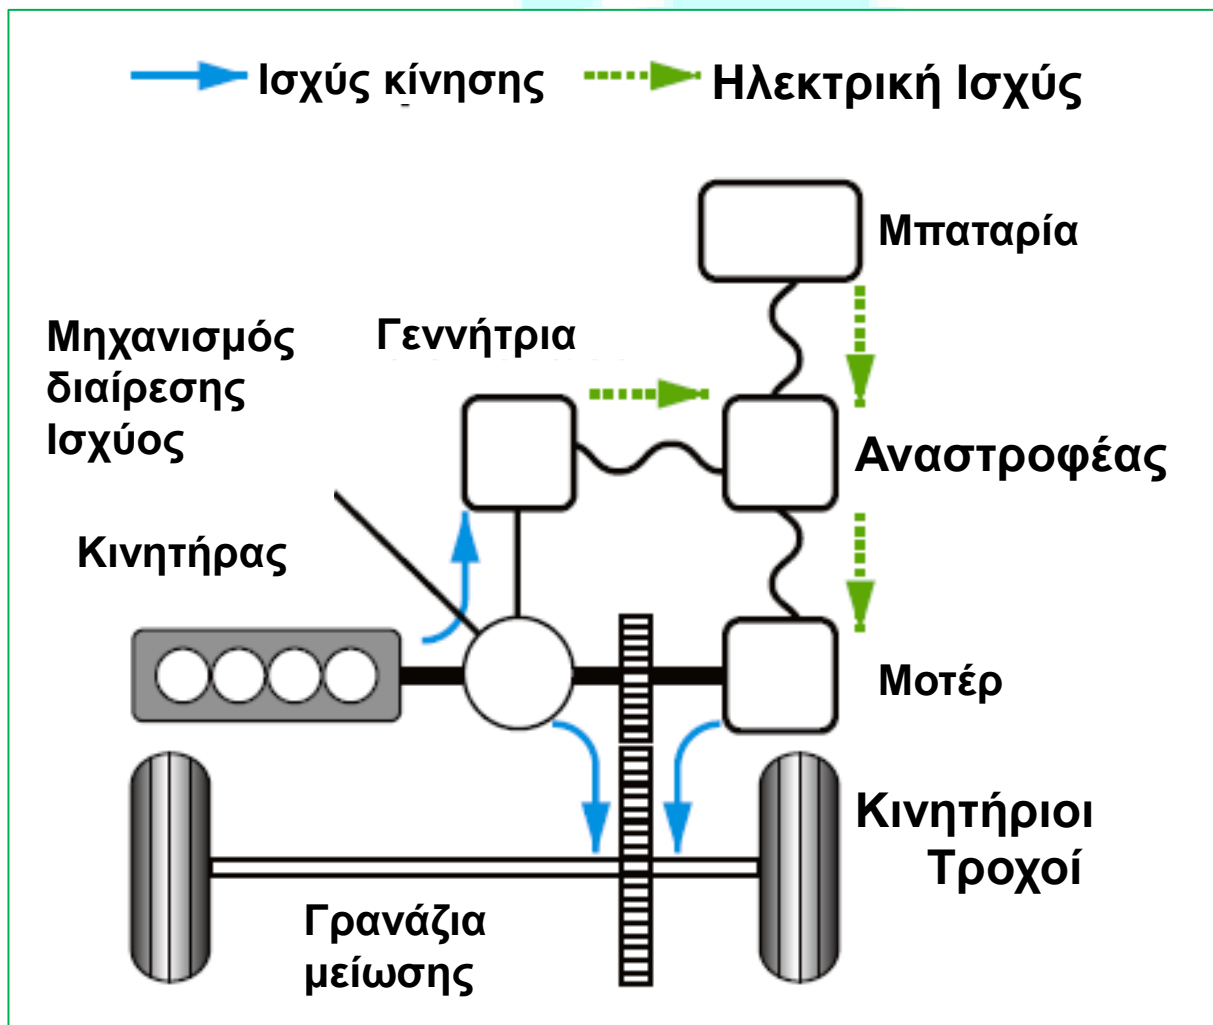 Ισχύς κίνησης
Ηλεκτρική Ισχύς
Μπαταρία
Μηχανισμός
διαίρεσης
Ισχύος
Γεννήτρια
Αναστροφέας
Κινητήρας
Μοτέρ
Κινητήριοι
Τροχοί
Γρανάζια
μείωσης